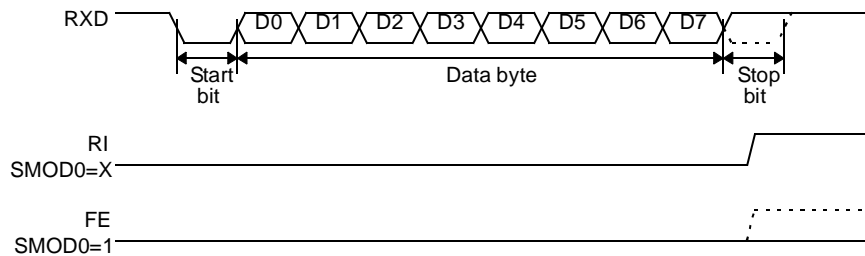 RXD D0 D1 D2 D3 D4 D5 D6 D7
Start bit
Data byte
Stop bit
RI
SMOD0=X
FE
SMOD0=1